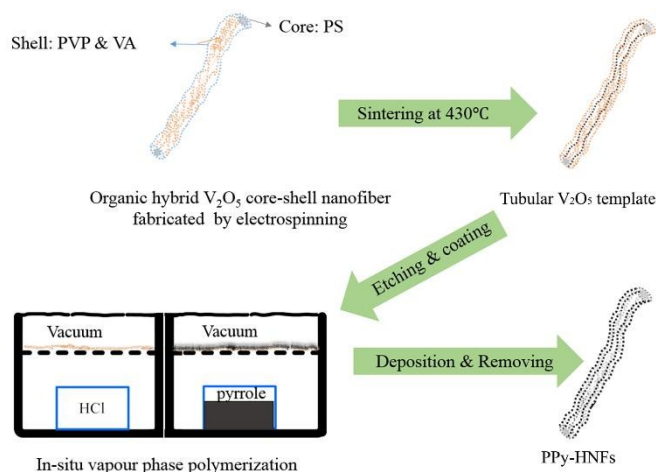 Core: PS
Shell: PVP & VA
Sintering at 430℃
Organic hybrid V₂O₅ core-shell nanofiber
fabricated by electrospinning
Tubular V₂O₅ template
Etching & coating
Vacuum
Vacuum
HCl
pyrrole
Deposition & Removing
In-situ vapour phase polymerization
PPy-HNFs